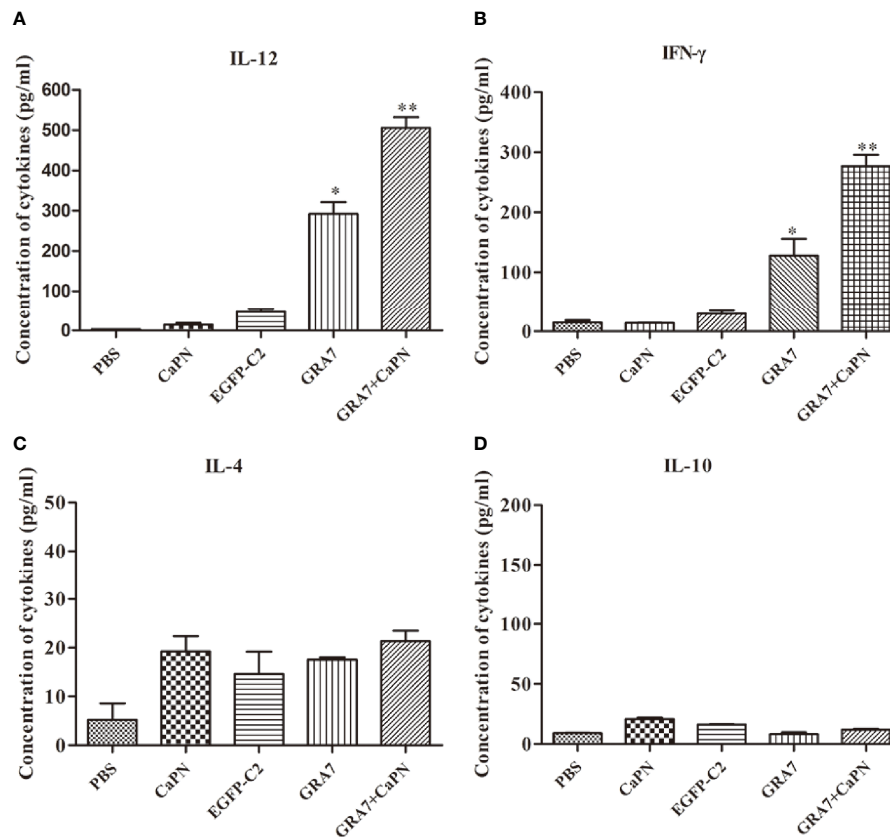 A
IL-12
Concentration of cytokines (pg/ml)
600
500
400
300
200
100
0
*
**
PBS
CaPN
EGFP-C2
GRA7
GRA7+CaPN
B
IFN-γ
Concentration of cytokines (pg/ml)
400
300
200
100
0
*
**
PBS
CaPN
EGFP-C2
GRA7
GRA7+CaPN
C
IL-4
Concentration of cytokines (pg/ml)
50
40
30
20
10
0
PBS
CaPN
EGFP-C2
GRA7
GRA7+CaPN
D
IL-10
Concentration of cytokines (pg/ml)
200
150
100
50
0
PBS
CaPN
EGFP-C2
GRA7
GRA7+CaPN